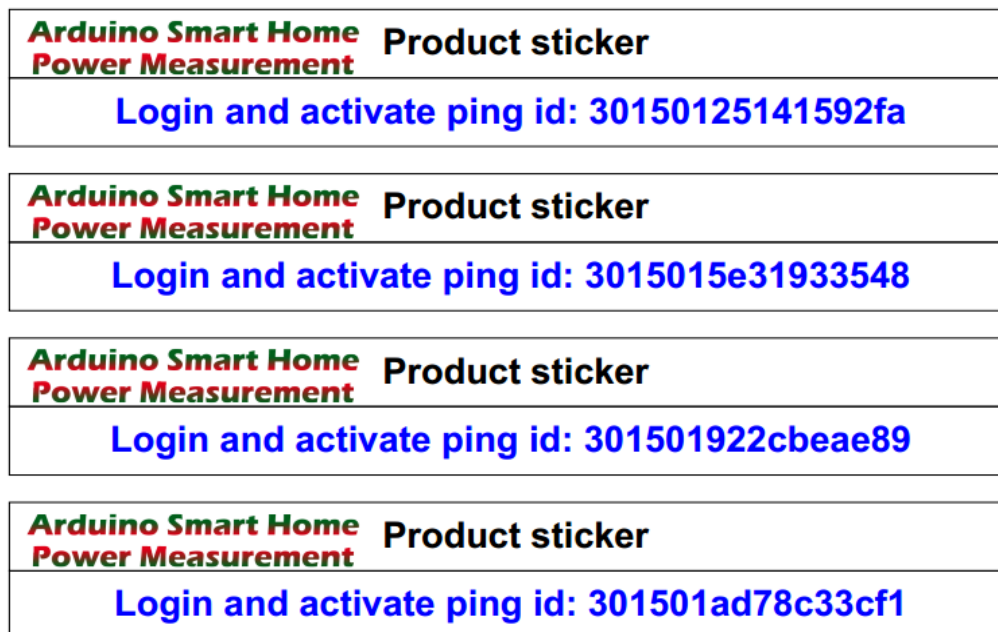 Arduino Smart Home
Power Measurement
Product sticker
Login and activate ping id: 30150125141592fa
Arduino Smart Home
Power Measurement
Product sticker
Login and activate ping id: 3015015e31933548
Arduino Smart Home
Power Measurement
Product sticker
Login and activate ping id: 301501922cbeae89
Arduino Smart Home
Power Measurement
Product sticker
Login and activate ping id: 301501ad78c33cf1